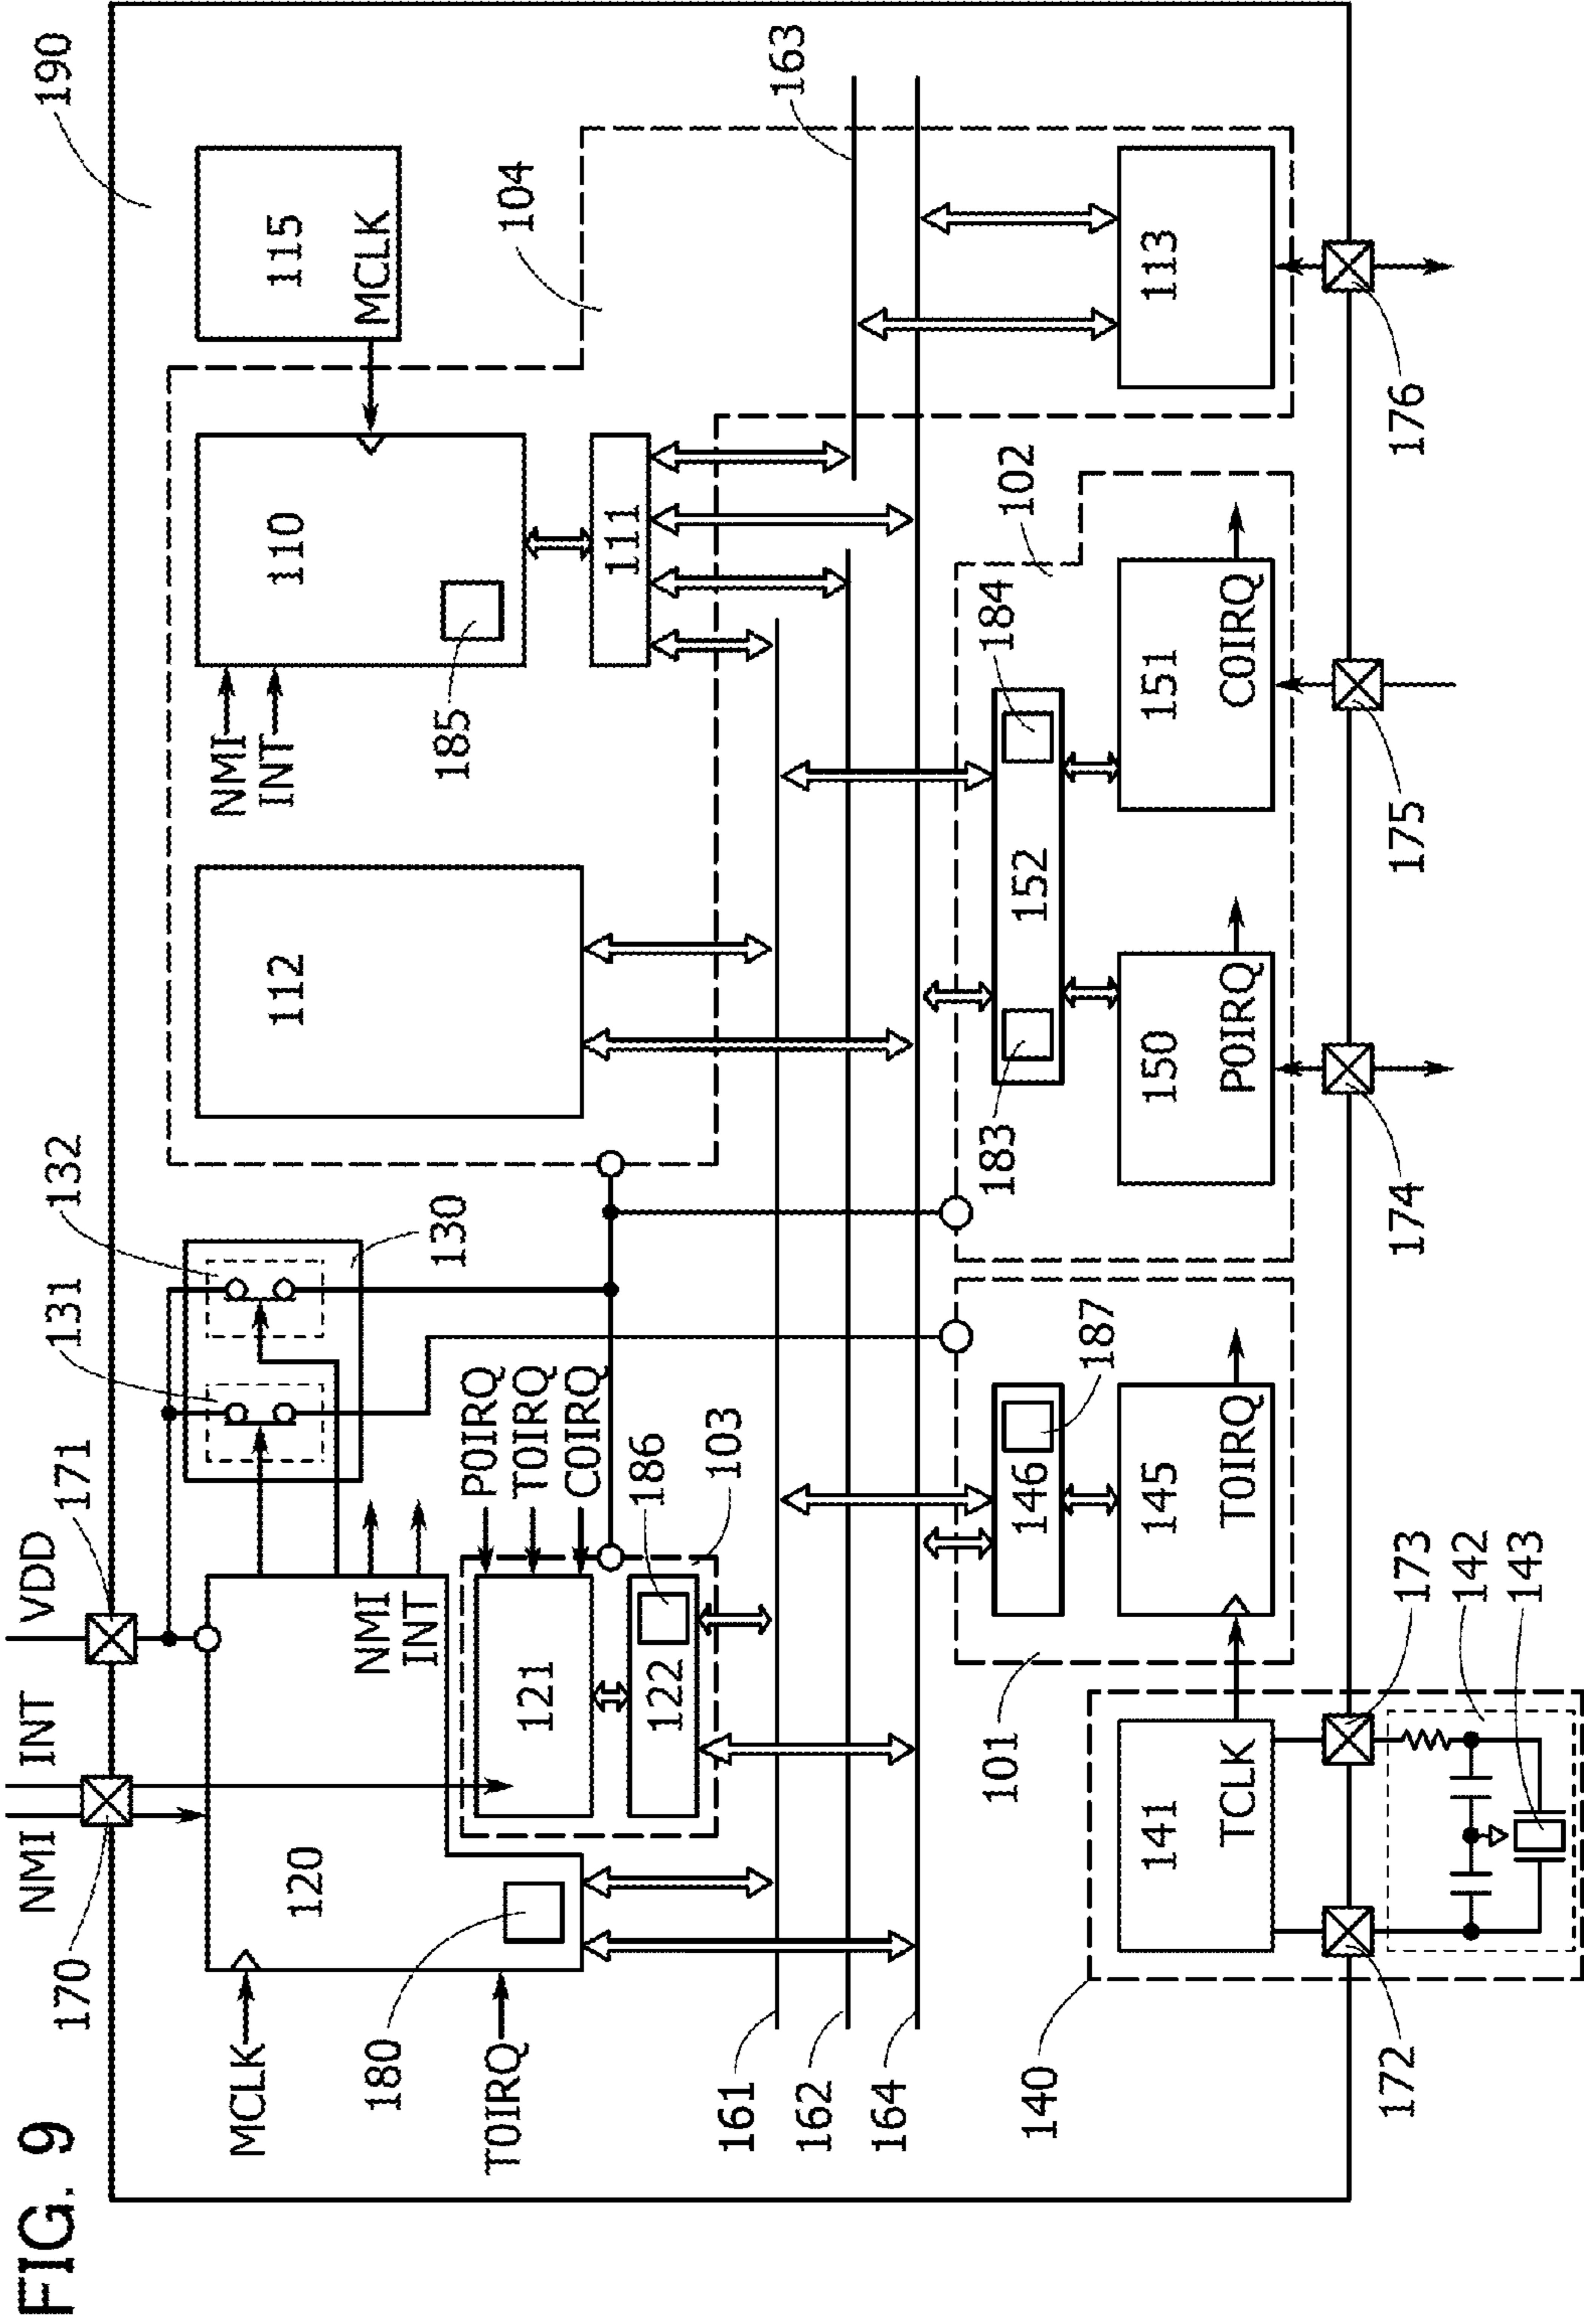 FIG. 9
NMI INT VDD
170
171
131
132
190
MCLK
120
130
112
NMI
INT
110
115
MCLK
180
T0IRQ
NMI
INT
185
104
121
P0IRQ
T0IRQ
C0IRQ
111
122
186
103
161
162
164
163
140
101
146
187
183
152
184
102
141
TCLK
145
T0IRQ
150
P0IRQ
151
C0IRQ
113
172
173
142
143
174
175
176